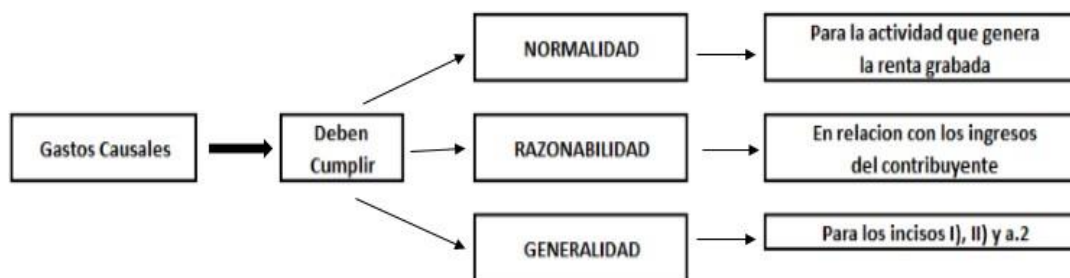 Gastos Causales
Deben
Cumplir
NORMALIDAD
Para la actividad que genera
la renta grabada
RAZONABILIDAD
En relacion con los ingresos
del contribuyente
GENERALIDAD
Para los incisos I), II) y a.2